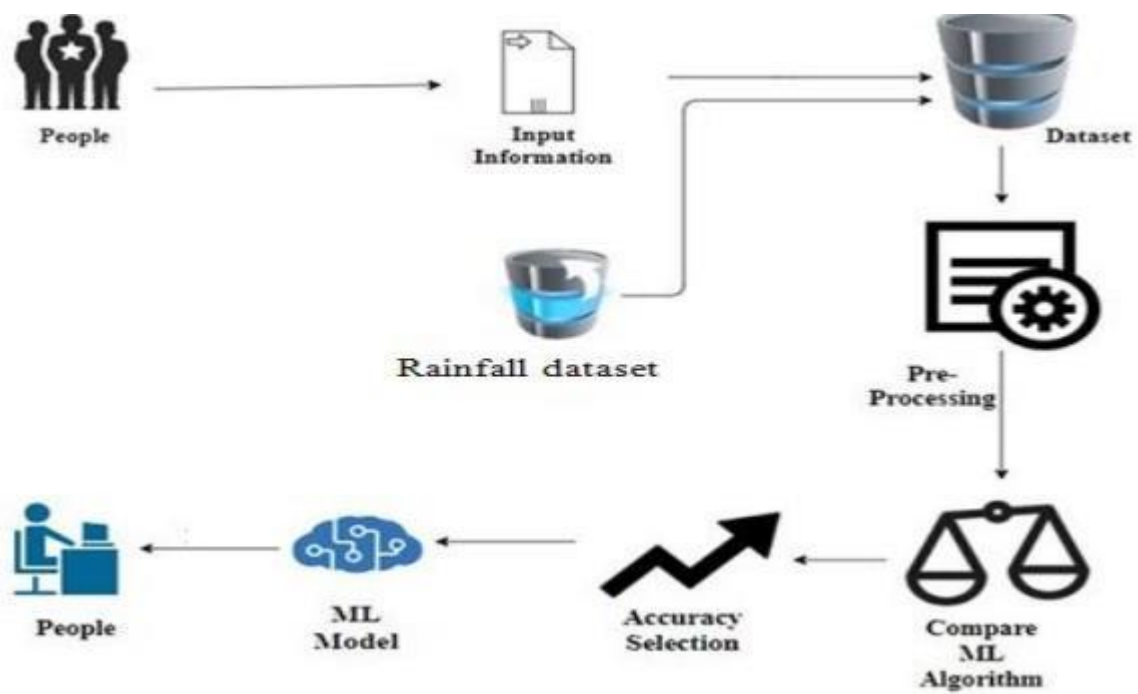 People
Input
Information
Dataset
Rainfall dataset
Pre-
Processing
People
ML
Model
Accuracy
Selection
Compare
ML
Algorithm